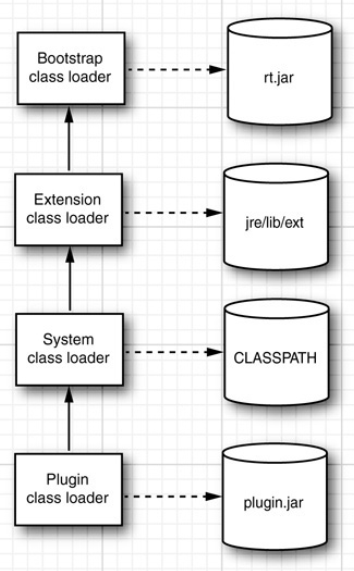 Bootstrap
class loader
rt.jar
Extension
class loader
jre/lib/ext
System
class loader
CLASSPATH
Plugin
class loader
plugin.jar